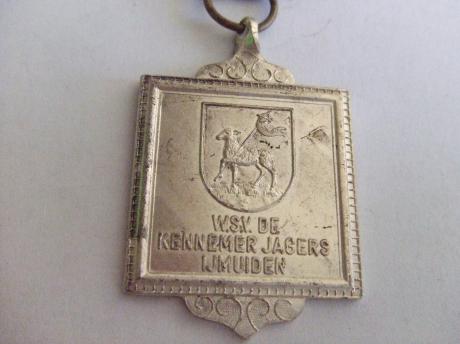 W.S.V. DE
KENNEMER JAGERS
IJMUIDEN